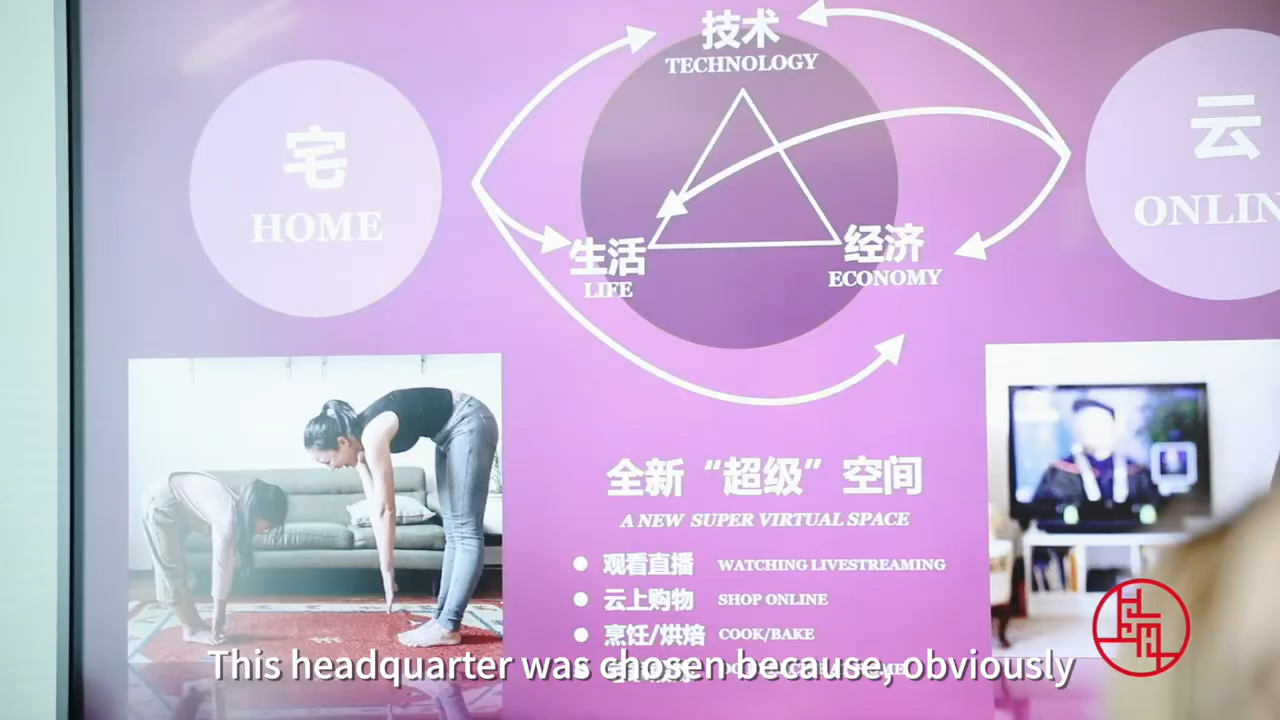 技术
TECHNOLOGY
宅
HOME
云
ONLIN
生活
LIFE
经济
ECONOMY
全新“超级”空间
A NEW SUPER VIRTUAL SPACE
观看直播 WATCHING LIVESTREAMING
云上购物 SHOP ONLINE
烹饪/烘焙 COOK/BAKE
This headquarter was chosen because, obviously